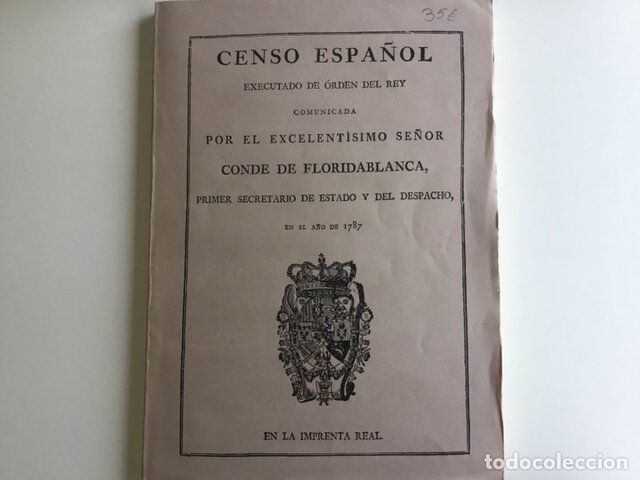 35€
CENSO ESPAÑOL
EXECUTADO DE ÓRDEN DEL REY
COMUNICADA
POR EL EXCELENTÍSIMO SEÑOR
CONDE DE FLORIDABLANCA,
PRIMER SECRETARIO DE ESTADO Y DEL DESPACHO,
EN EL AÑO DE 1787
EN LA IMPRENTA REAL.
todocoleccion